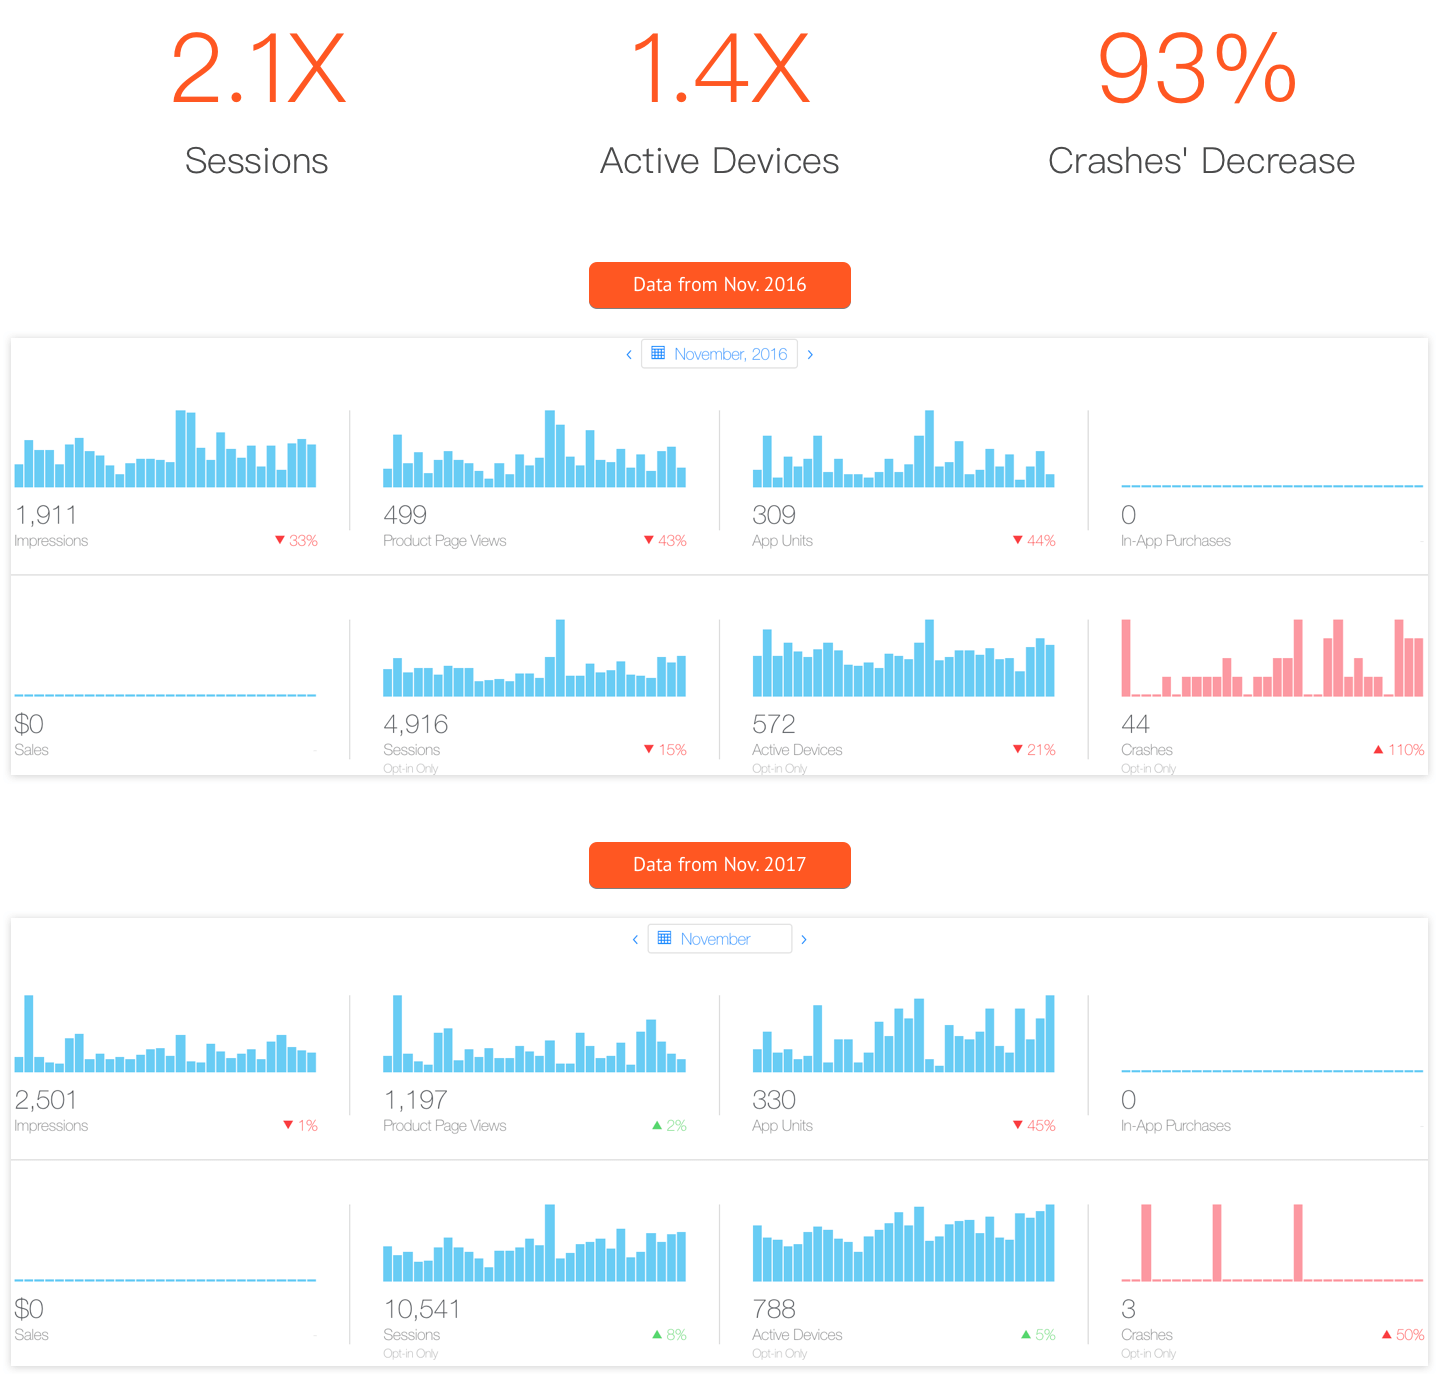 2.1X 1.4X 93%
Sessions Active Devices Crashes' Decrease
Data from Nov. 2016
‹ November, 2016 ›
1,911 499 309 0
Impressions ▼ 33% Product Page Views ▼ 43% App Units ▼ 44% In-App Purchases -
$0 4,916 572 44
Sales - Sessions ▼ 15% Active Devices ▼ 21% Crashes ▲ 110%
Opt-in Only Opt-in Only Opt-in Only
Data from Nov. 2017
‹ November ›
2,501 1,197 330 0
Impressions ▼ 1% Product Page Views ▲ 2% App Units ▼ 45% In-App Purchases -
$0 10,541 788 3
Sales - Sessions ▲ 8% Active Devices ▲ 5% Crashes ▲ 50%
Opt-in Only Opt-in Only Opt-in Only